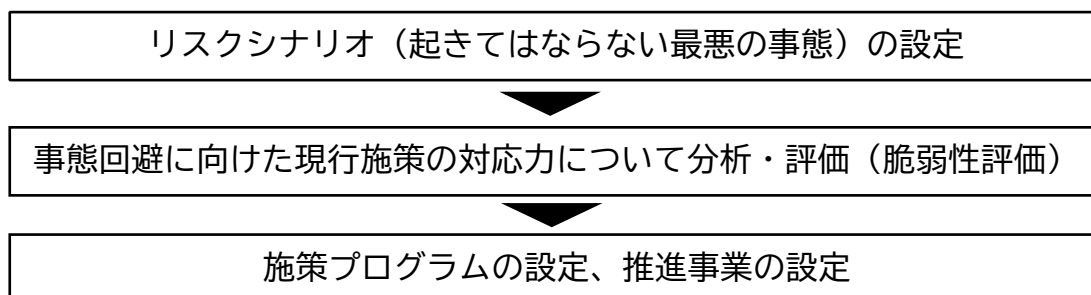 リスクシナリオ（起きてはならない最悪の事態）の設定
事態回避に向けた現行施策の対応力について分析・評価（脆弱性評価）
施策プログラムの設定、推進事業の設定